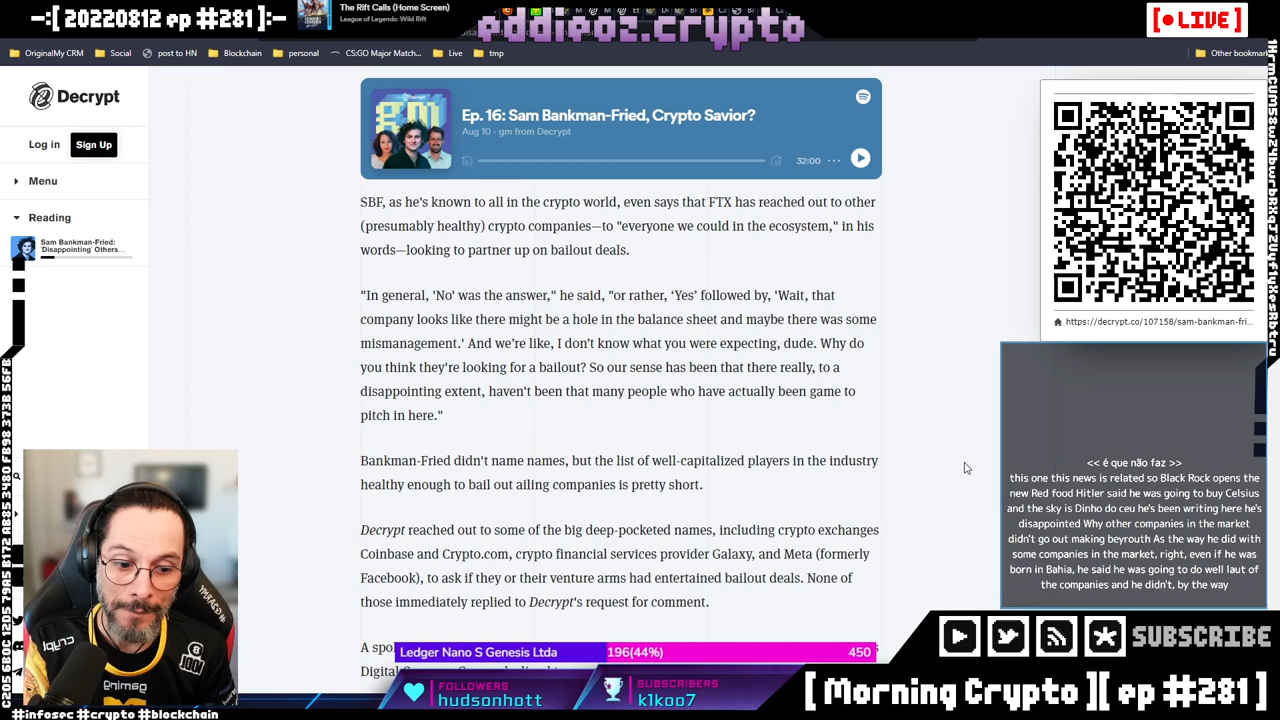 -:[ 20220812 ep #281 ]:-
The Rift Calls (Home Screen)
League of Legends: Wild Rift
eddieoz.crypto
[● LIVE ]
OriginalMy CRM
Social
post to HN
Blockchain
personal
CS:GO Major Match...
Live
tmp
Other bookmar
Decrypt
Log in
Sign Up
Menu
Reading
Sam Bankman-Fried:
'Disappointing' Others...
Ep. 16: Sam Bankman-Fried, Crypto Savior?
Aug 10 · gm from Decrypt
32:00
SBF, as he's known to all in the crypto world, even says that FTX has reached out to other
(presumably healthy) crypto companies—to "everyone we could in the ecosystem," in his
words—looking to partner up on bailout deals.
"In general, 'No' was the answer," he said, "or rather, ‘Yes’ followed by, 'Wait, that
company looks like there might be a hole in the balance sheet and maybe there was some
mismanagement.' And we’re like, I don’t know what you were expecting, dude. Why do
you think they're looking for a bailout? So our sense has been that there really, to a
disappointing extent, haven't been that many people who have actually been game to
pitch in here."
Bankman-Fried didn't name names, but the list of well-capitalized players in the industry
healthy enough to bail out ailing companies is pretty short.
Decrypt reached out to some of the big deep-pocketed names, including crypto exchanges
Coinbase and Crypto.com, crypto financial services provider Galaxy, and Meta (formerly
Facebook), to ask if they or their venture arms had entertained bailout deals. None of
those immediately replied to Decrypt's request for comment.
A spo
https://decrypt.co/107158/sam-bankman-fri...
<< é que não faz >>
this one this news is related so Black Rock opens the
new Red food Hitler said he was going to buy Celsius
and the sky is Dinho do ceu he's been writing here he's
disappointed Why other companies in the market
didn't go out making beyrouth As the way he did with
some companies in the market, right, even if he was
born in Bahia, he said he was going to do well laut of
the companies and he didn't, by the way
Ledger Nano S Genesis Ltda
196(44%)
450
FOLLOWERS
hudsonhott
SUBSCRIBERS
k1koo7
SUBSCRIBE
[ Morning Crypto ][ ep #281 ]
#infosec #crypto #blockchain